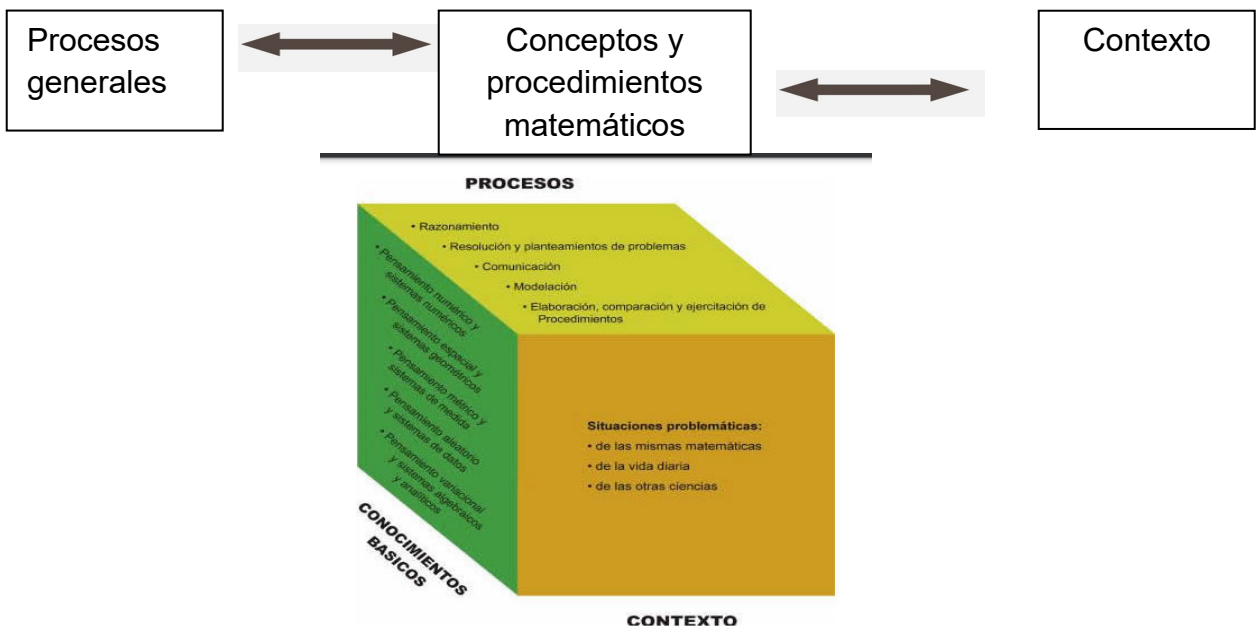 Procesos
generales
Conceptos y
procedimientos
matemáticos
Contexto
PROCESOS
• Razonamiento
• Resolución y planteamientos de problemas
• Comunicación
• Modelación
• Elaboración, comparación y ejercitación de
Procedimientos
• Pensamiento numérico y
sistemas numéricos
• Pensamiento espacial y
sistemas geométricos
• Pensamiento métrico y
sistemas de medida
• Pensamiento aleatorio
y sistemas de datos
• Pensamiento variacional
y sistemas algebraicos
y analíticos
Situaciones problemáticas:
• de las mismas matemáticas
• de la vida diaria
• de las otras ciencias
CONOCIMIENTOS
BASICOS
CONTEXTO